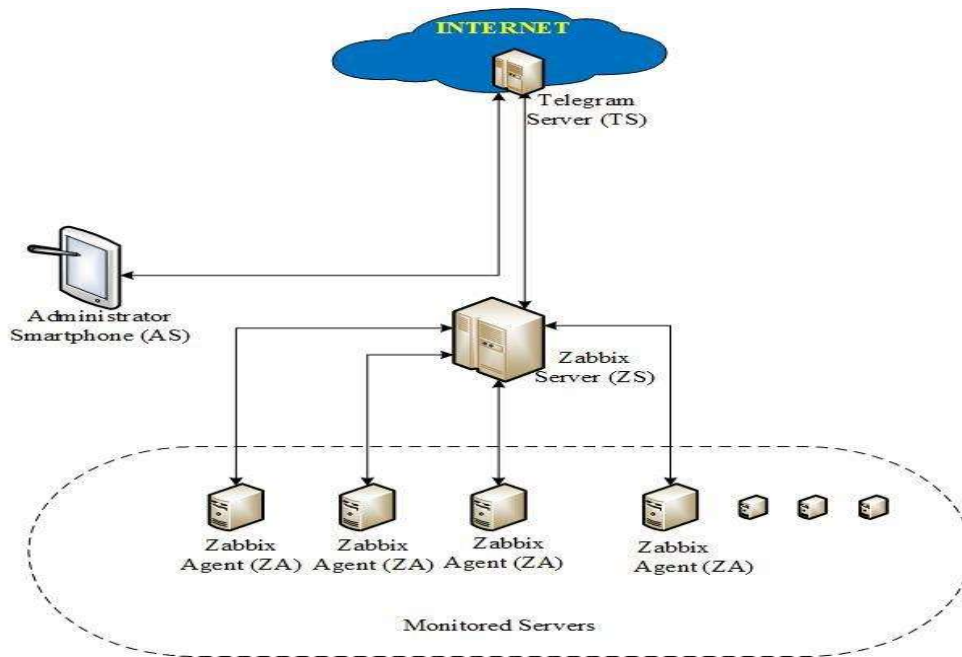 INTERNET
Telegram
Server (TS)
Administrator
Smartphone (AS)
Zabbix
Server (ZS)
Zabbix
Agent (ZA)
Zabbix
Agent (ZA)
Zabbix
Agent (ZA)
Zabbix
Agent (ZA)
Monitored Servers